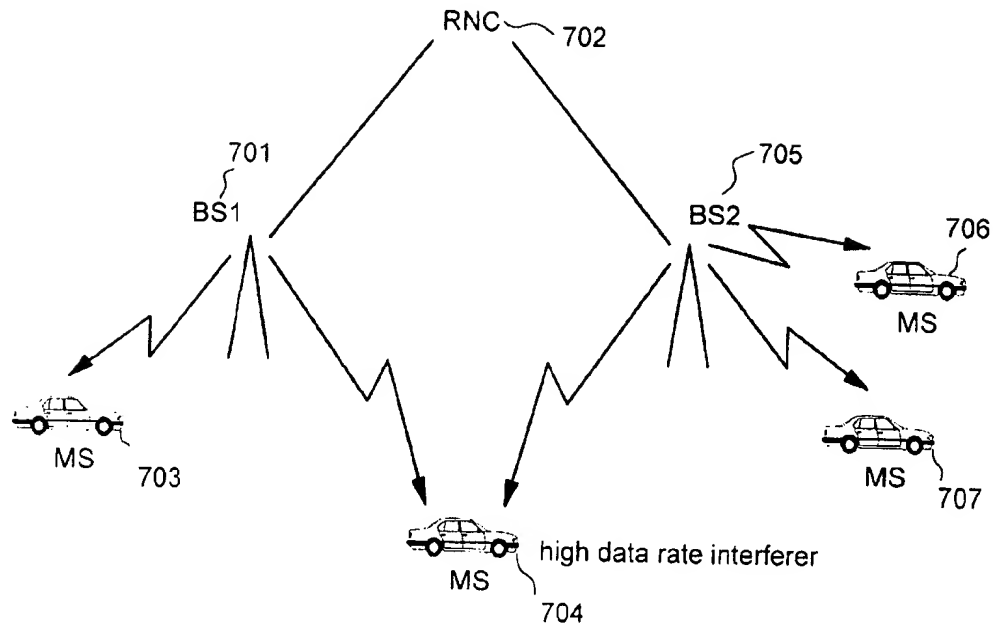 RNC 702
701
BS1
705
BS2
706
MS
MS
703
MS
707
high data rate interferer
MS
704